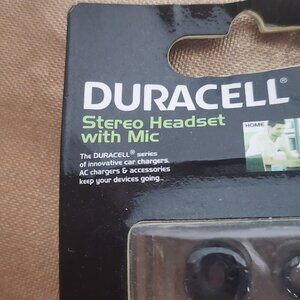 DURACELL®
Stereo Headset
with Mic
The DURACELL® series
of innovative car chargers,
AC chargers & accessories
keep your devices going...
HOME